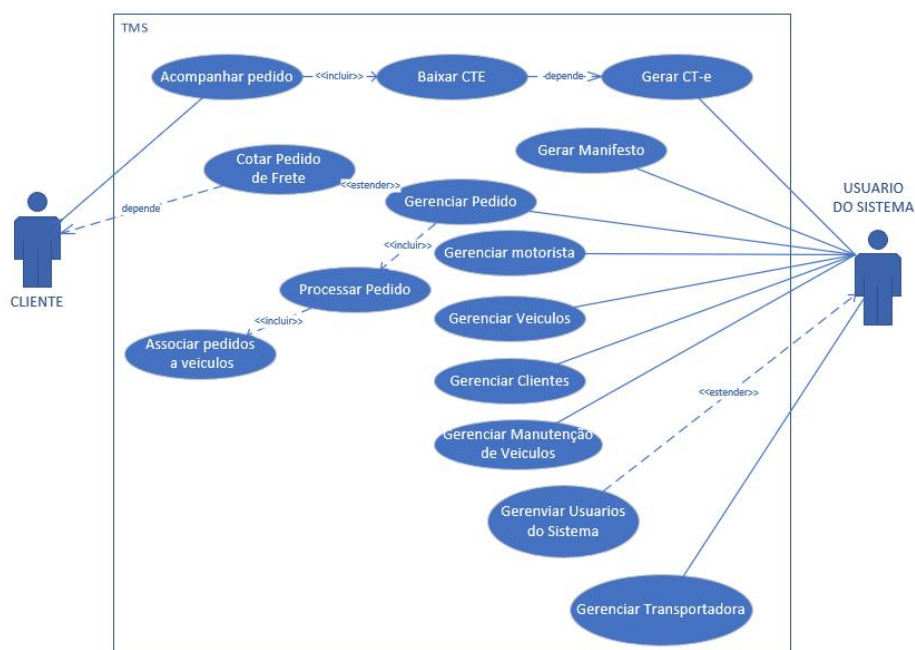 TMS
Acompanhar pedido
<<incluir>>
Baixar CTE
depende
Gerar CT-e
Gerar Manifesto
Cotar Pedido
de Frete
<<estender>>
Gerenciar Pedido
depende
<<incluir>>
Gerenciar motorista
Processar Pedido
<<incluir>>
Gerenciar Veiculos
Associar pedidos
a veiculos
Gerenciar Clientes
<<estender>>
Gerenciar Manutenção
de Veiculos
Gerenviar Usuarios
do Sistema
Gerenciar Transportadora
CLIENTE
USUARIO
DO SISTEMA